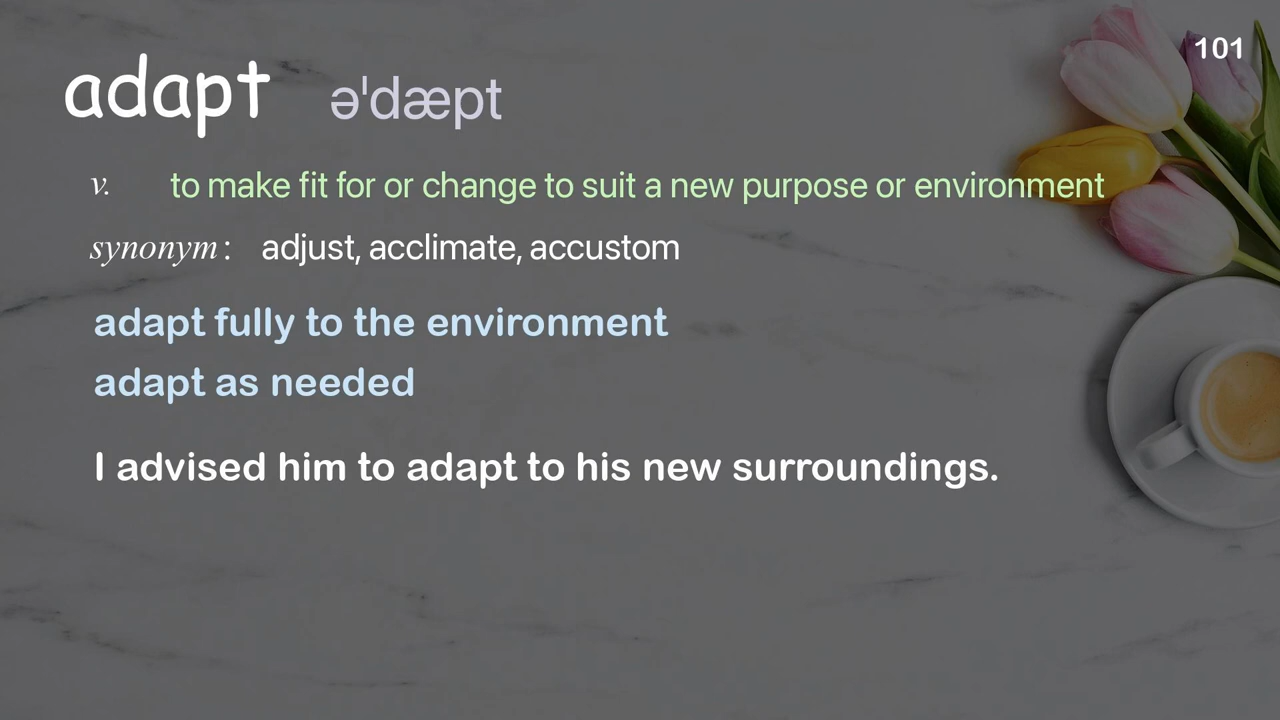 101
adapt ə'dæpt
v. to make fit for or change to suit a new purpose or environment
synonym: adjust, acclimate, accustom
adapt fully to the environment
adapt as needed
I advised him to adapt to his new surroundings.